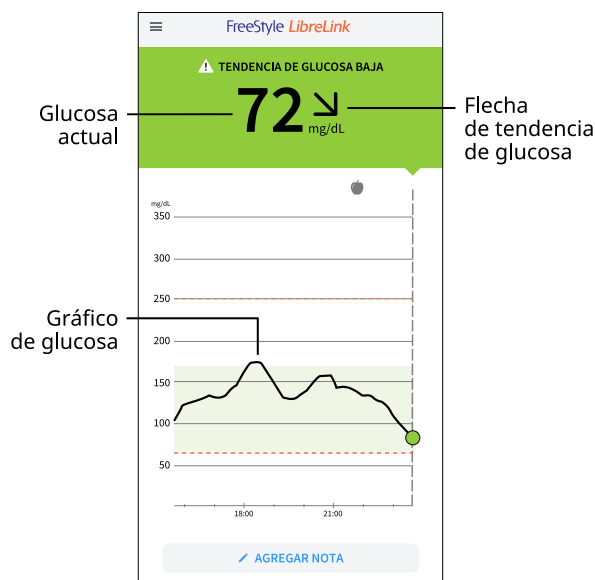 FreeStyle LibreLink
TENDENCIA DE GLUCOSA BAJA
72
mg/dL
Glucosa
actual
Flecha
de tendencia
de glucosa
mg/dL
350
300
250
Gráfico
de glucosa
200
150
100
50
18:00
21:00
AGREGAR NOTA